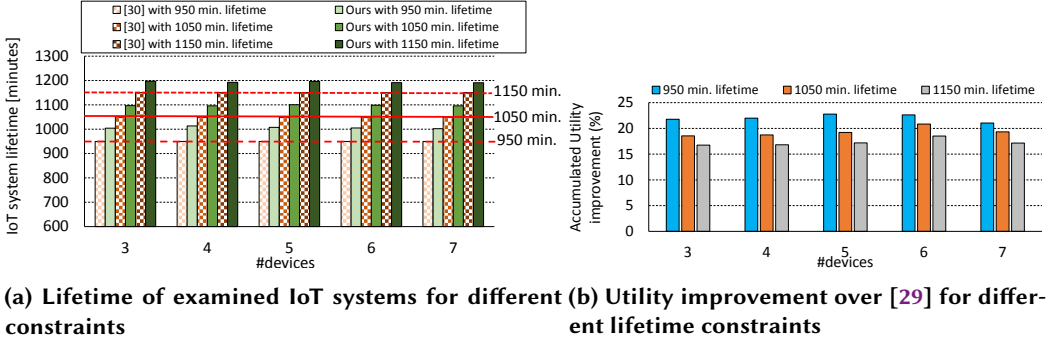 [30] with 950 min. lifetime Ours with 950 min. lifetime
[30] with 1050 min. lifetime Ours with 1050 min. lifetime
[30] with 1150 min. lifetime Ours with 1150 min. lifetime
IoT system lifetime [minutes]
1300
1200
1100
1000
900
800
700
600
1150 min.
1050 min.
950 min.
3 4 5 6 7
#devices
950 min. lifetime 1050 min. lifetime 1150 min. lifetime
Accumulated Utility
improvement (%)
25
20
15
10
5
0
3 4 5 6 7
#devices
(a) Lifetime of examined IoT systems for different
constraints
(b) Utility improvement over [29] for differ-
ent lifetime constraints